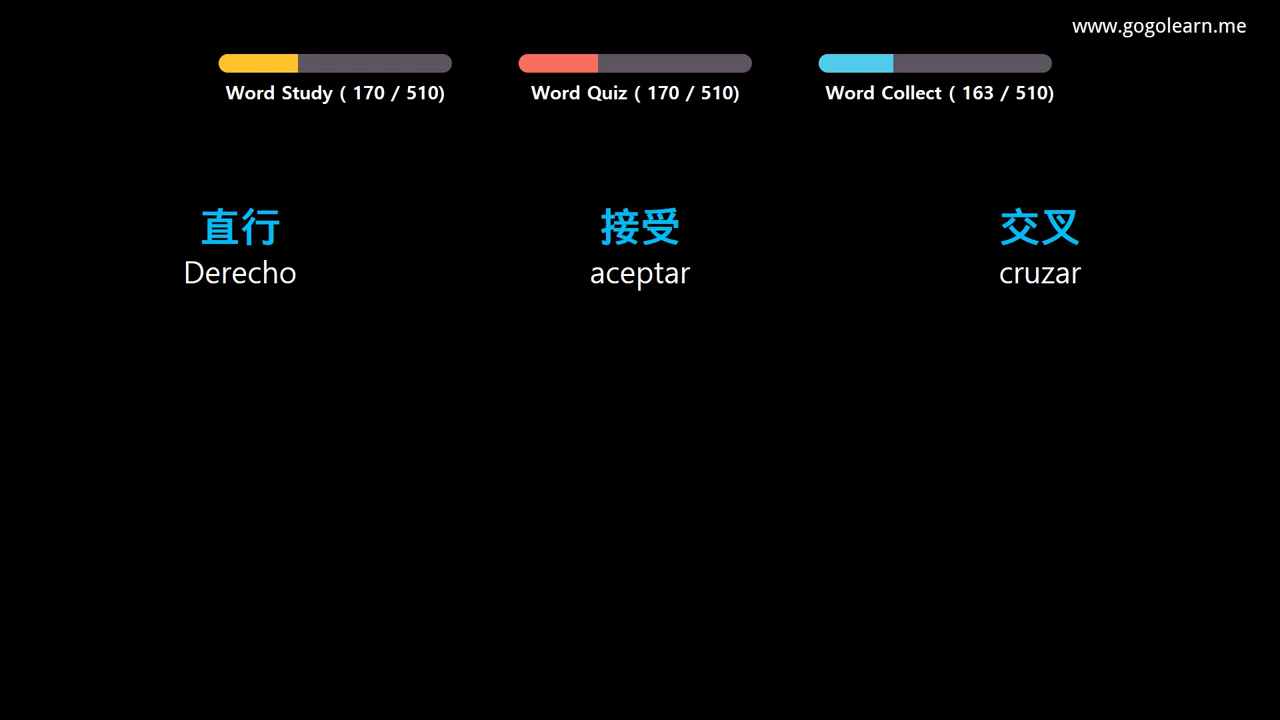 www.gogolearn.me
Word Study ( 170 / 510)
Word Quiz ( 170 / 510)
Word Collect ( 163 / 510)
直行
Derecho
接受
aceptar
交叉
cruzar